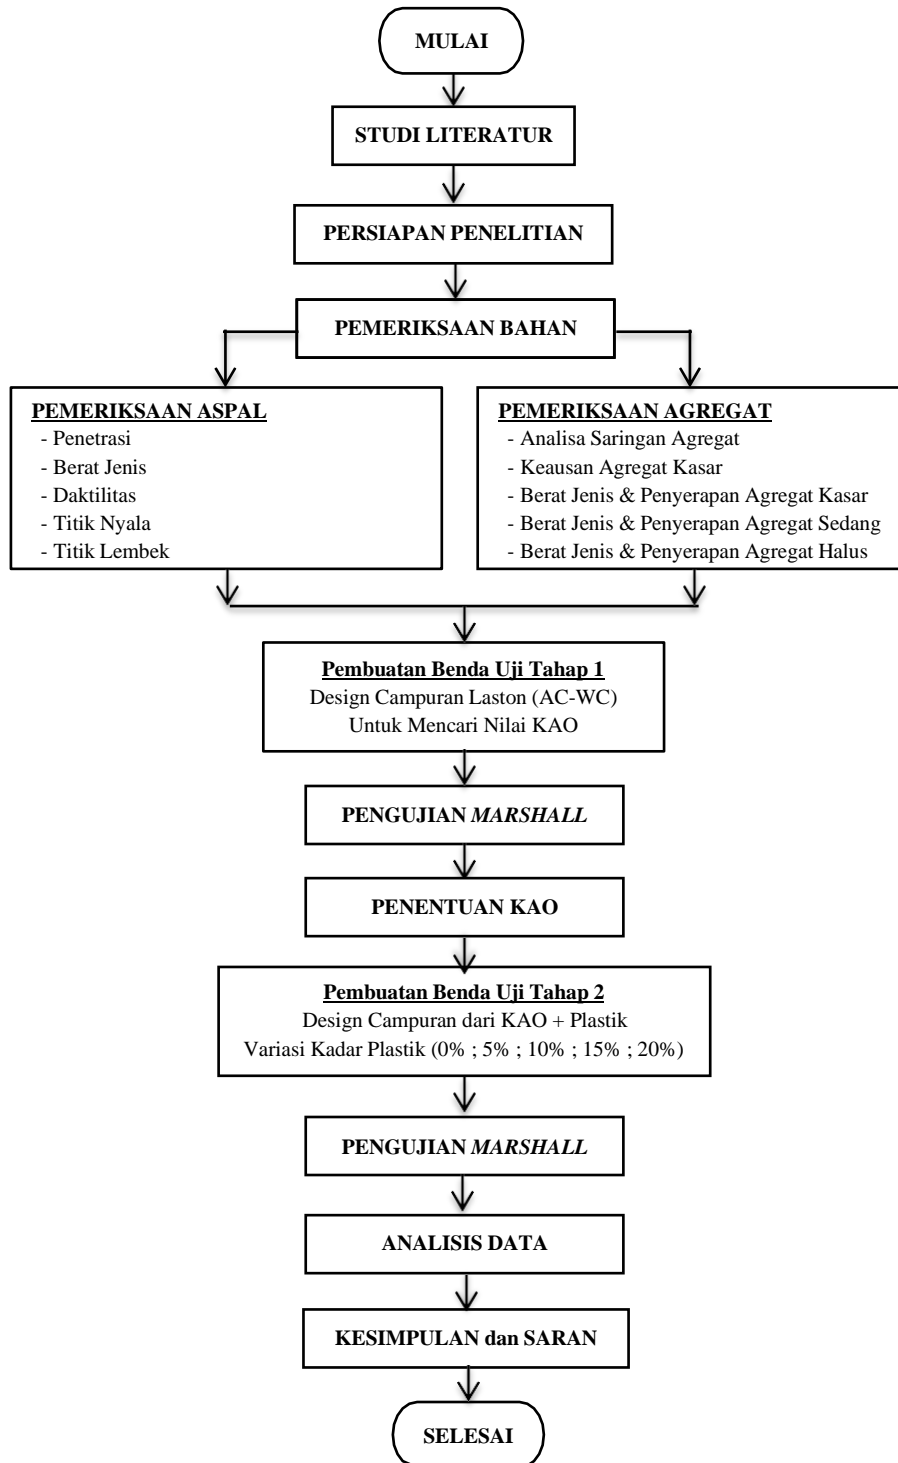 MULAI
STUDI LITERATUR
PERSIAPAN PENELITIAN
PEMERIKSAAN BAHAN
PEMERIKSAAN ASPAL
- Penetrasi
- Berat Jenis
- Daktilitas
- Titik Nyala
- Titik Lembek
PEMERIKSAAN AGREGAT
- Analisa Saringan Agregat
- Keausan Agregat Kasar
- Berat Jenis & Penyerapan Agregat Kasar
- Berat Jenis & Penyerapan Agregat Sedang
- Berat Jenis & Penyerapan Agregat Halus
Pembuatan Benda Uji Tahap 1
Design Campuran Laston (AC-WC)
Untuk Mencari Nilai KAO
PENGUJIAN MARSHALL
PENENTUAN KAO
Pembuatan Benda Uji Tahap 2
Design Campuran dari KAO + Plastik
Variasi Kadar Plastik (0% ; 5% ; 10% ; 15% ; 20%)
PENGUJIAN MARSHALL
ANALISIS DATA
KESIMPULAN dan SARAN
SELESAI